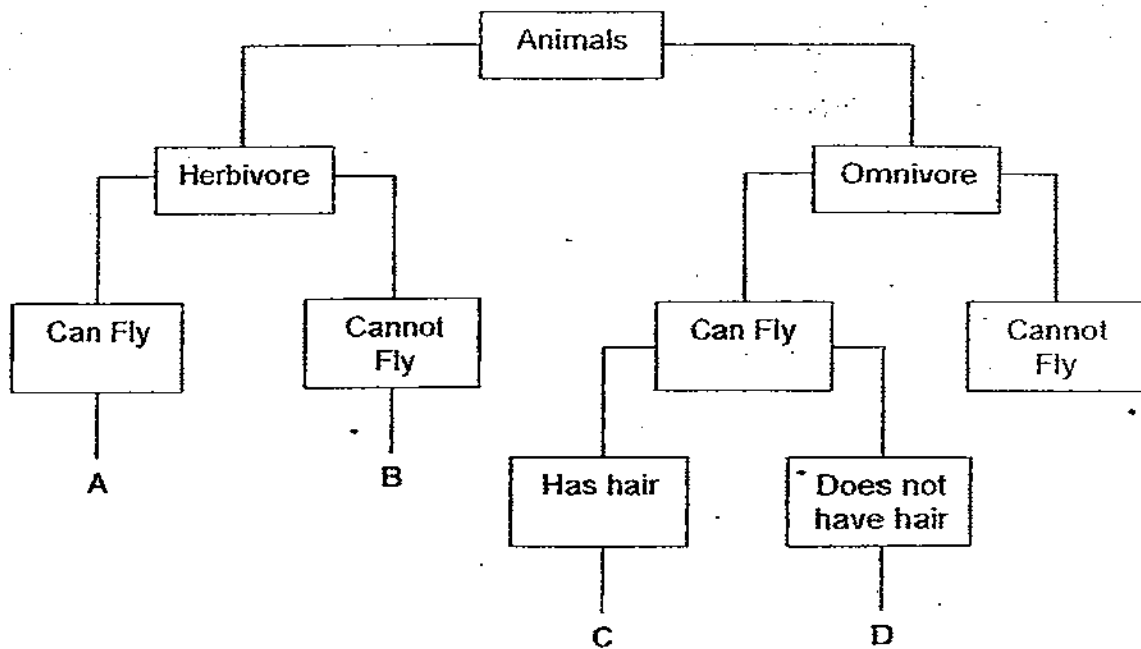 Animals
Herbivore
Omnivore
Can Fly
Cannot
Fly
Can Fly
Cannot
Fly
A
B
Has hair
Does not
have hair
C
D